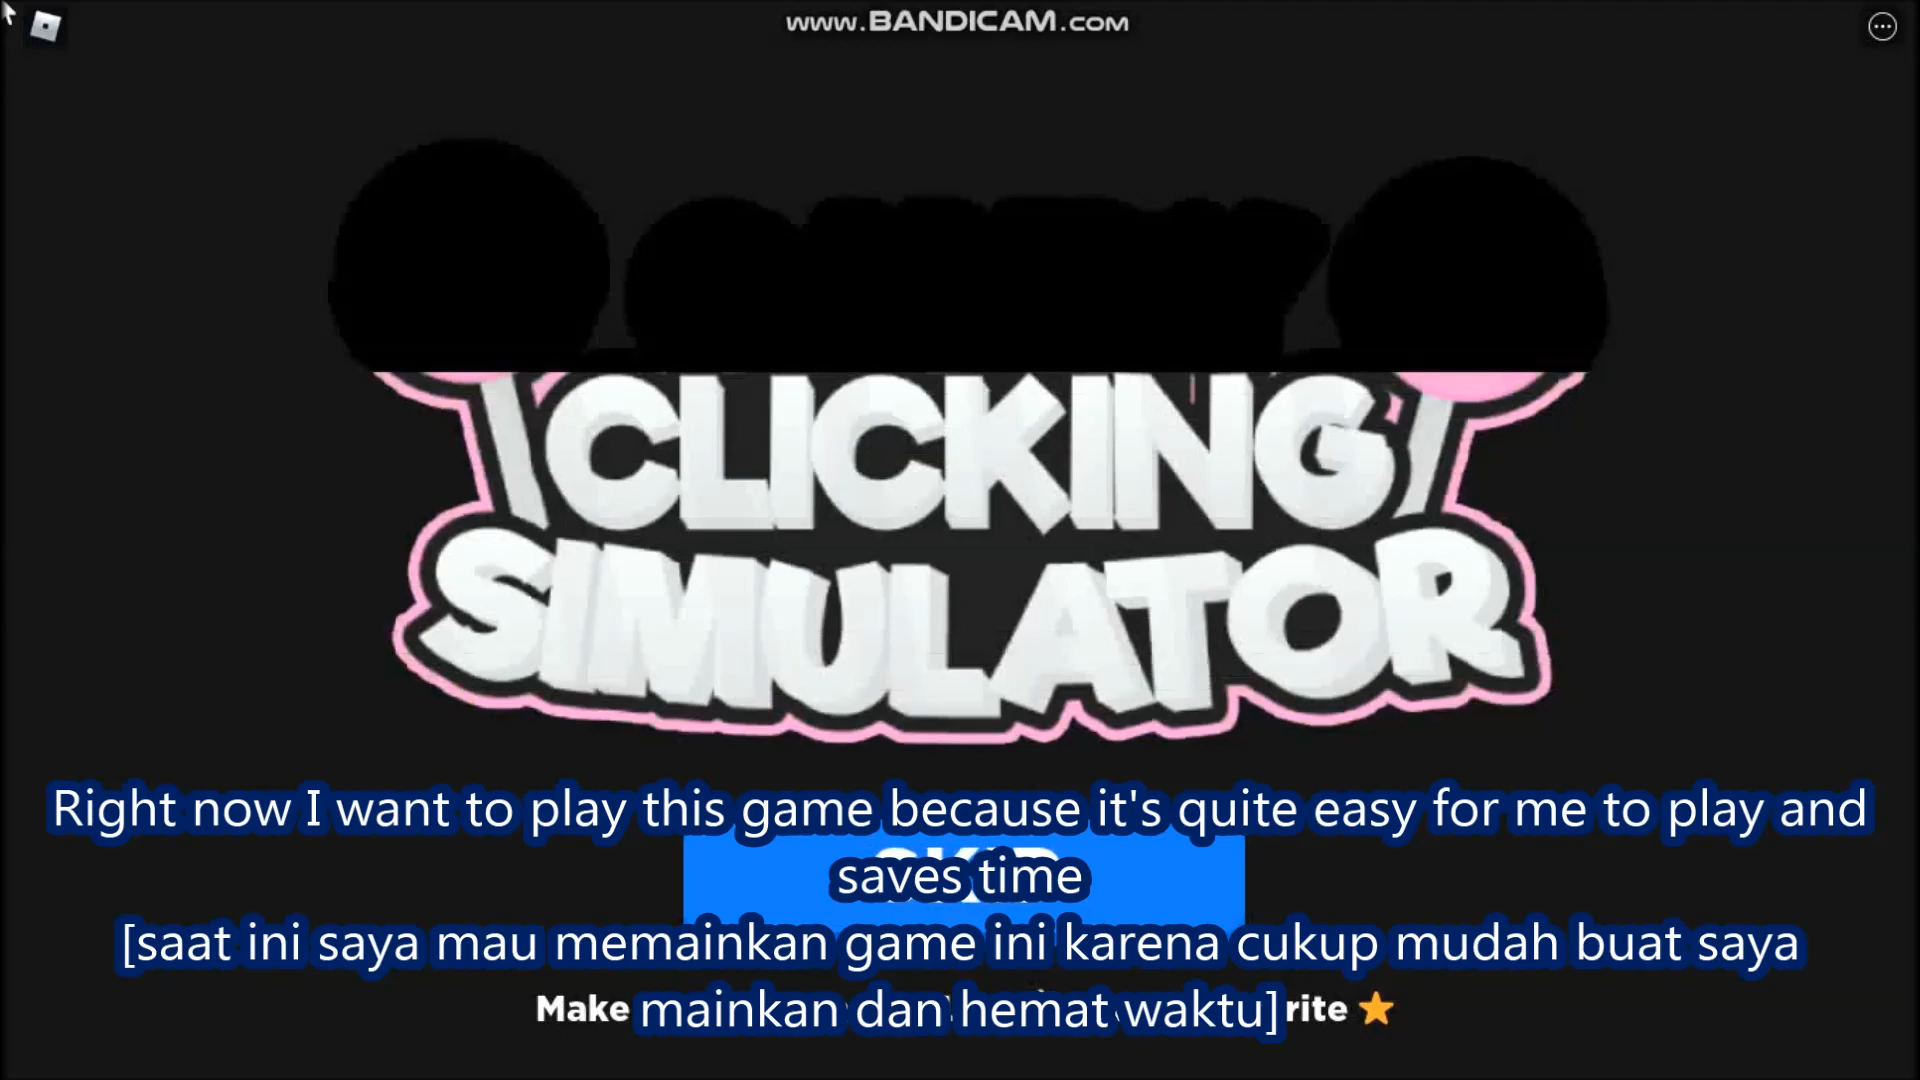 www.BANDICAM.com
CLICKING
SIMULATOR
Right now I want to play this game because it's quite easy for me to play and
saves time
[saat ini saya mau memainkan game ini karena cukup mudah buat saya
mainkan dan hemat waktu]
Make